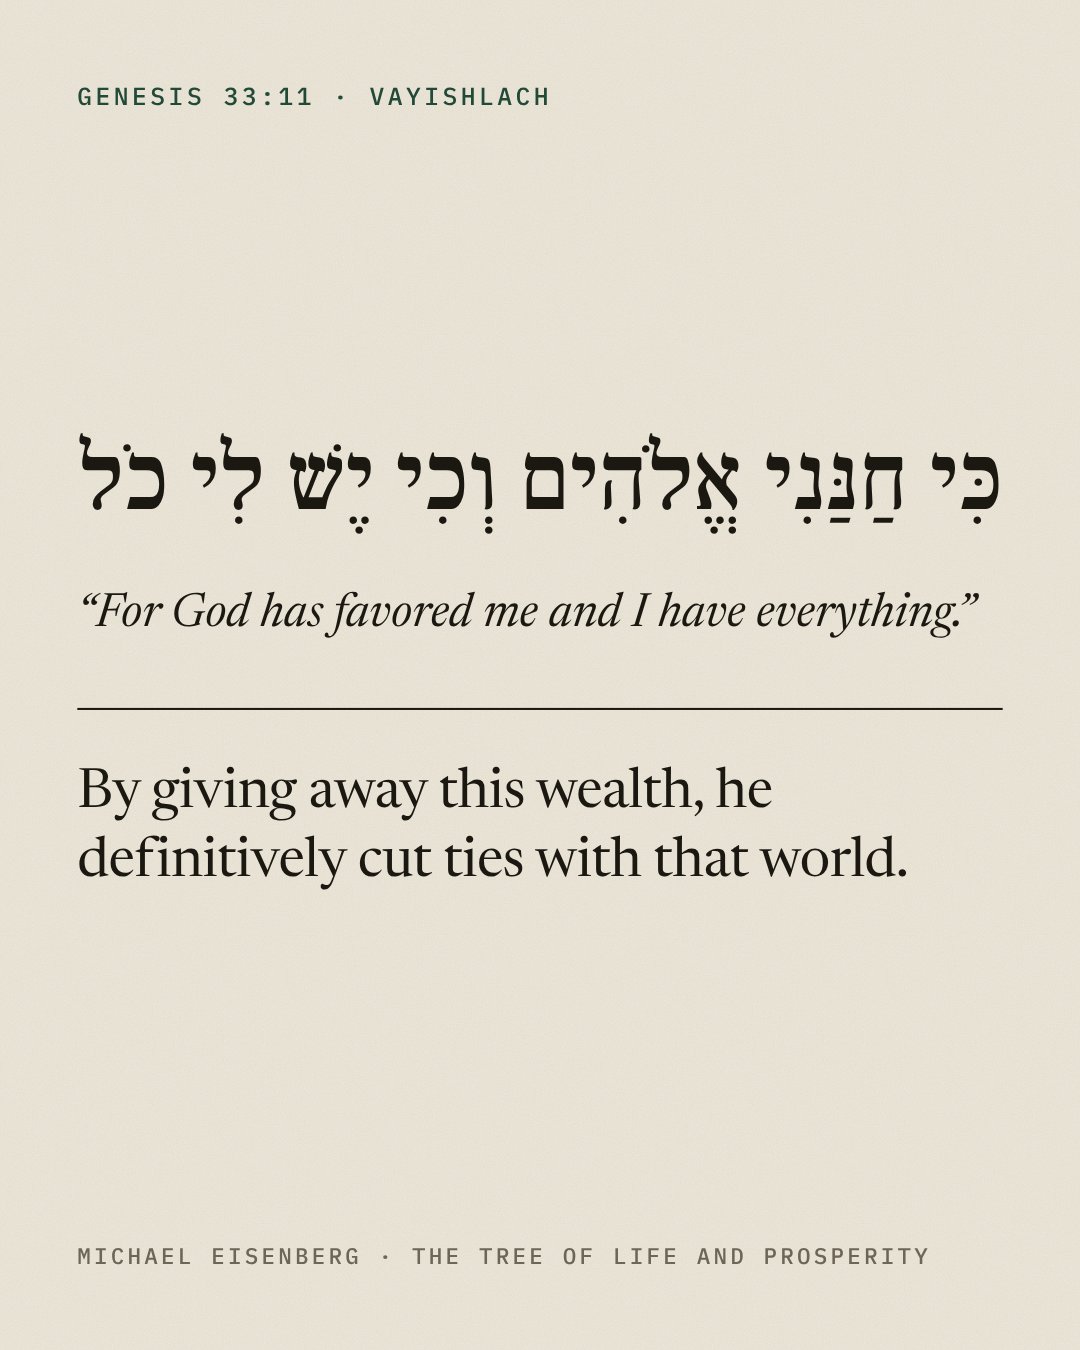 GENESIS 33:11 · VAYISHLACH
כִּי חַנַּנִי אֱלֹהִים וְכִי יֶשׁ לִי כֹל
“For God has favored me and I have everything.”
By giving away this wealth, he
definitively cut ties with that world.
MICHAEL EISENBERG · THE TREE OF LIFE AND PROSPERITY